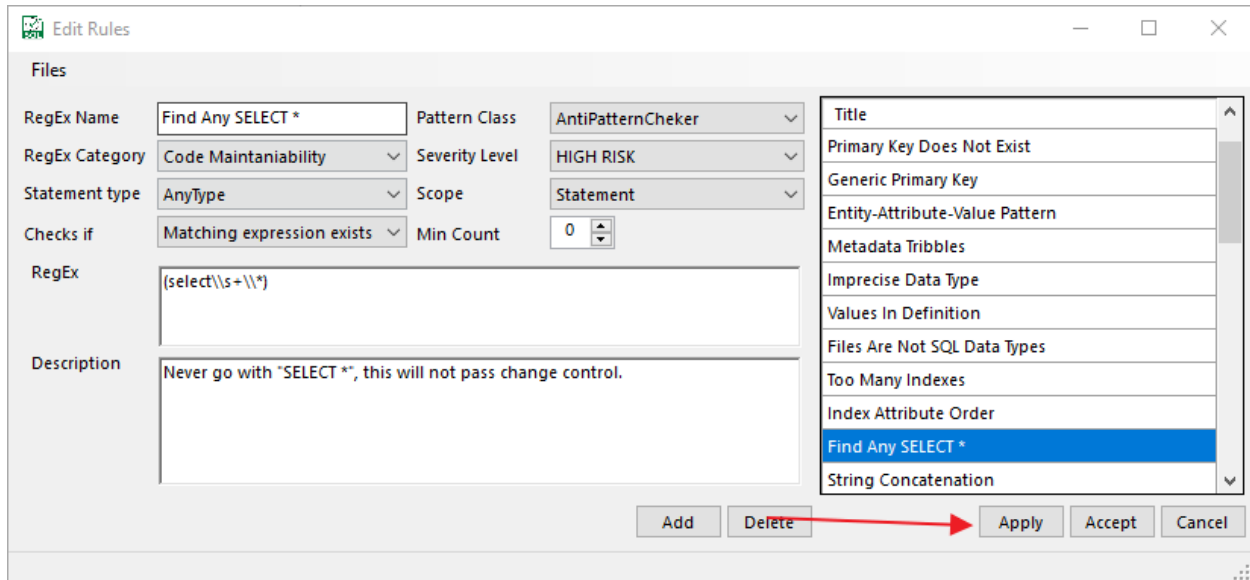 SQL Edit Rules
Files
RegEx Name Find Any SELECT * Pattern Class AntiPatternCheker
RegEx Category Code Maintaniability Severity Level HIGH RISK
Statement type AnyType Scope Statement
Checks if Matching expression exists Min Count 0
RegEx
(select\\s+\\*)
Description
Never go with "SELECT *", this will not pass change control.
Title
Primary Key Does Not Exist
Generic Primary Key
Entity-Attribute-Value Pattern
Metadata Tribbles
Imprecise Data Type
Values In Definition
Files Are Not SQL Data Types
Too Many Indexes
Index Attribute Order
Find Any SELECT *
String Concatenation
Add Delete Apply Accept Cancel